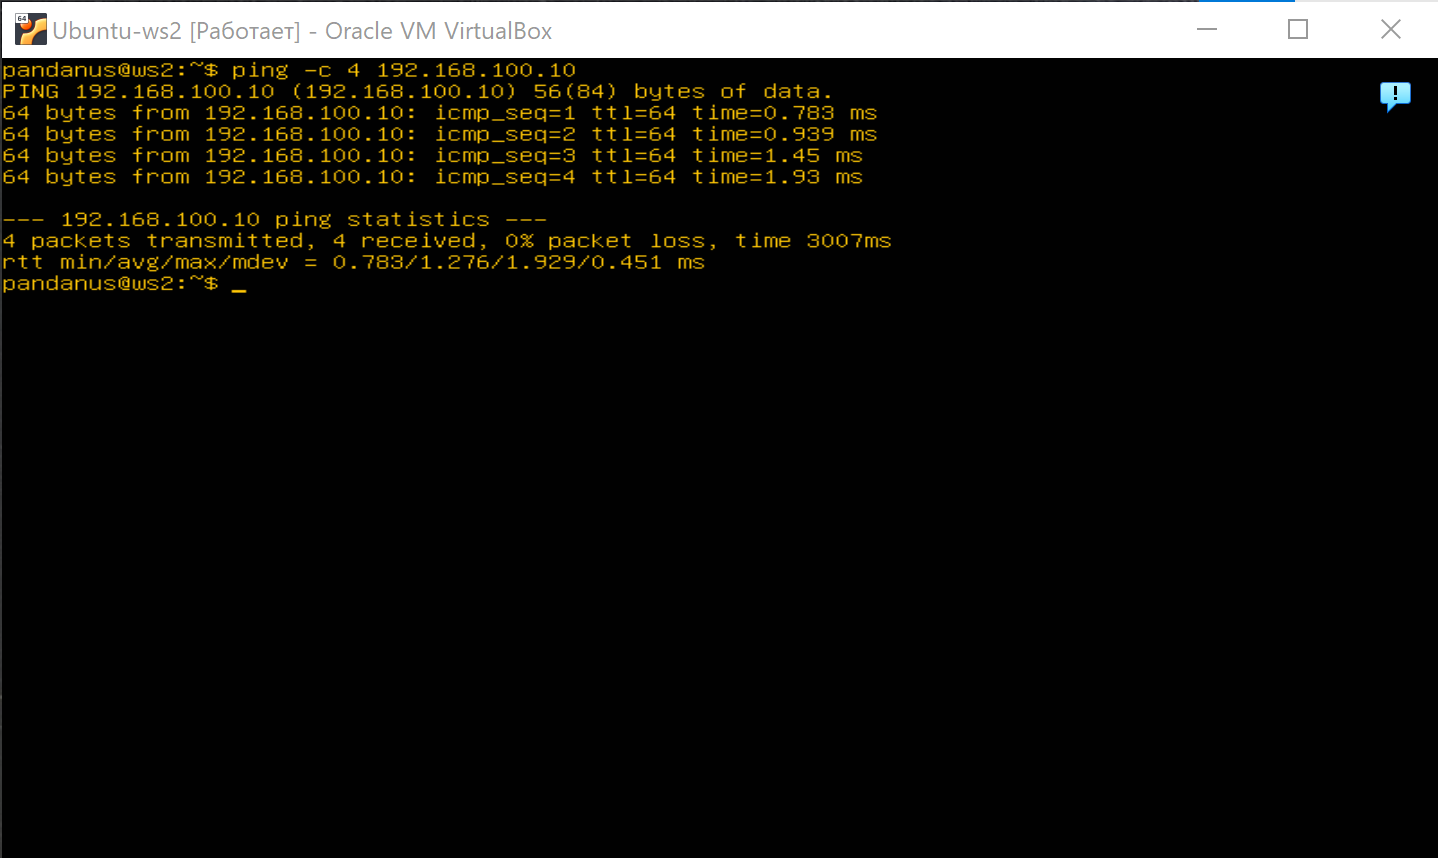 64
Ubuntu-ws2 [Работает] - Oracle VM VirtualBox
pandanus@ws2:~$ ping -c 4 192.168.100.10
PING 192.168.100.10 (192.168.100.10) 56(84) bytes of data.
64 bytes from 192.168.100.10: icmp_seq=1 ttl=64 time=0.783 ms
64 bytes from 192.168.100.10: icmp_seq=2 ttl=64 time=0.939 ms
64 bytes from 192.168.100.10: icmp_seq=3 ttl=64 time=1.45 ms
64 bytes from 192.168.100.10: icmp_seq=4 ttl=64 time=1.93 ms
--- 192.168.100.10 ping statistics ---
4 packets transmitted, 4 received, 0% packet loss, time 3007ms
rtt min/avg/max/mdev = 0.783/1.276/1.929/0.451 ms
pandanus@ws2:~$ _